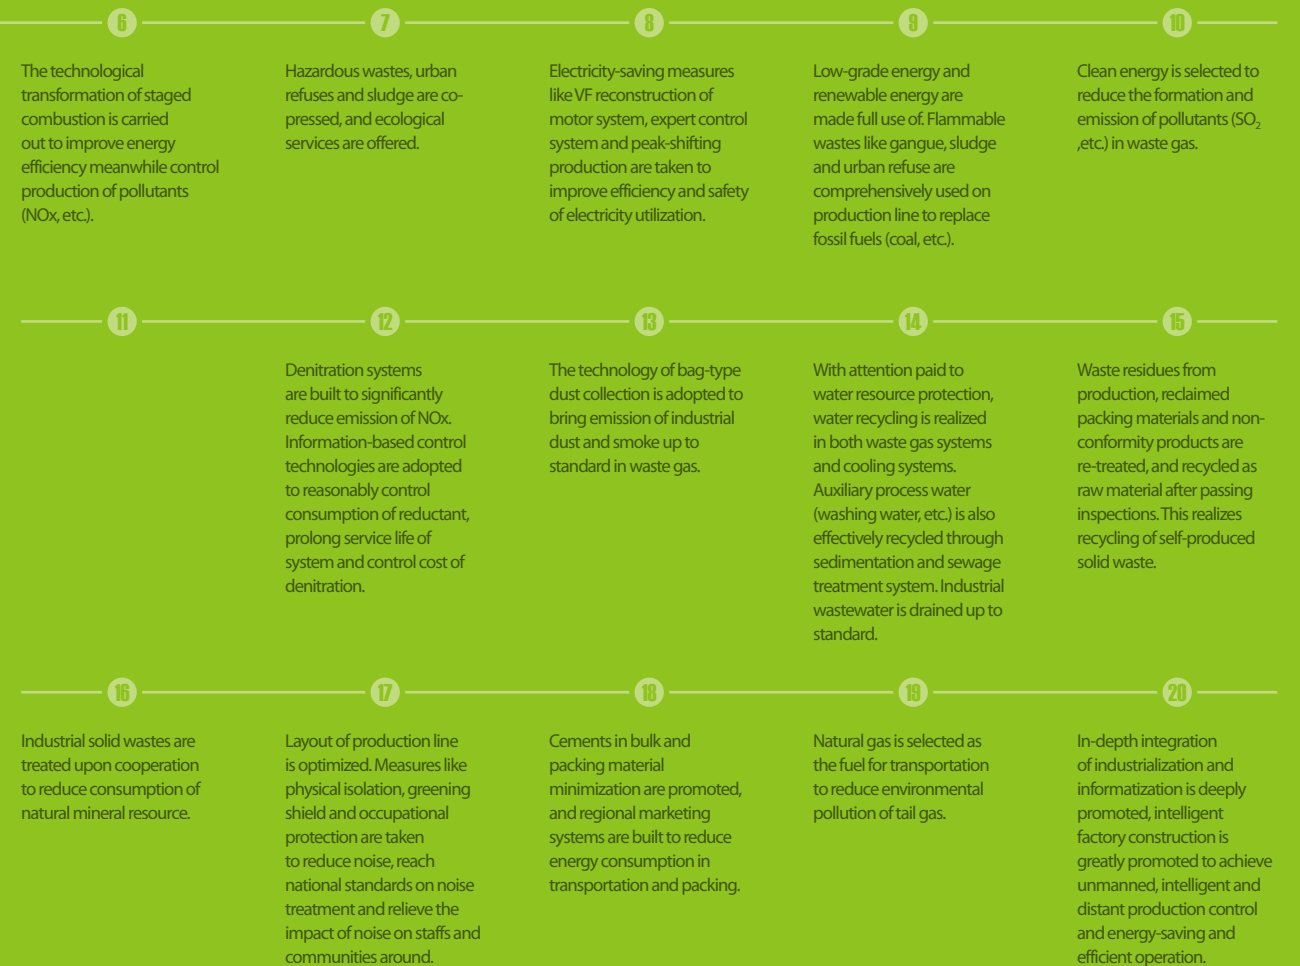 6
The technological
transformation of staged
combustion is carried
out to improve energy
efficiency meanwhile control
production of pollutants
(NOx, etc.).
7
Hazardous wastes, urban
refuses and sludge are co-
pressed, and ecological
services are offered.
8
Electricity-saving measures
like VF reconstruction of
motor system, expert control
system and peak-shifting
production are taken to
improve efficiency and safety
of electricity utilization.
9
Low-grade energy and
renewable energy are
made full use of. Flammable
wastes like gangue, sludge
and urban refuse are
comprehensively used on
production line to replace
fossil fuels (coal, etc.).
10
Clean energy is selected to
reduce the formation and
emission of pollutants (SO₂
,etc.) in waste gas.
11
12
Denitration systems
are built to significantly
reduce emission of NOx.
Information-based control
technologies are adopted
to reasonably control
consumption of reductant,
prolong service life of
system and control cost of
denitration.
13
The technology of bag-type
dust collection is adopted to
bring emission of industrial
dust and smoke up to
standard in waste gas.
14
With attention paid to
water resource protection,
water recycling is realized
in both waste gas systems
and cooling systems.
Auxiliary process water
(washing water, etc.) is also
effectively recycled through
sedimentation and sewage
treatment system. Industrial
wastewater is drained up to
standard.
15
Waste residues from
production, reclaimed
packing materials and non-
conformity products are
re-treated, and recycled as
raw material after passing
inspections. This realizes
recycling of self-produced
solid waste.
16
Industrial solid wastes are
treated upon cooperation
to reduce consumption of
natural mineral resource.
17
Layout of production line
is optimized. Measures like
physical isolation, greening
shield and occupational
protection are taken
to reduce noise, reach
national standards on noise
treatment and relieve the
impact of noise on staffs and
communities around.
18
Cements in bulk and
packing material
minimization are promoted,
and regional marketing
systems are built to reduce
energy consumption in
transportation and packing.
19
Natural gas is selected as
the fuel for transportation
to reduce environmental
pollution of tail gas.
20
In-depth integration
of industrialization and
informatization is deeply
promoted, intelligent
factory construction is
greatly promoted to achieve
unmanned, intelligent and
distant production control
and energy-saving and
efficient operation.